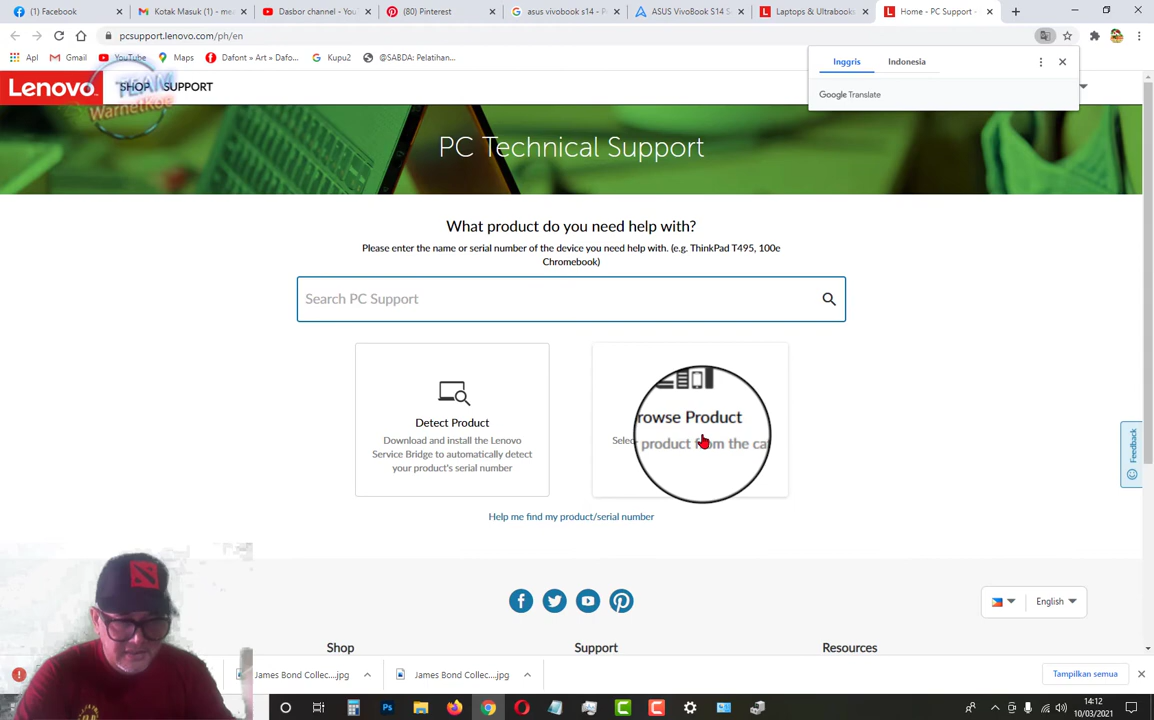 (1) Facebook
Kotak Masuk (1) - me
Dasbor channel - You
(80) Pinterest
asus vivobook s14 - P
ASUS VivoBook S14 S
Laptops & Ultrabooks
Home - PC Support -
pcsupport.lenovo.com/ph/en
Apl
Gmail
YouTube
Maps
Dafont » Art » Dafo...
Kupu2
@SABDA: Pelatihan...
Inggris
Indonesia
Google Translate
Lenovo
SHOP
SUPPORT
TEAM
WarnetKoe
PC Technical Support
What product do you need help with?
Please enter the name or serial number of the device you need help with. (e.g. ThinkPad T495, 100e
Chromebook)
Search PC Support
Detect Product
Download and install the Lenovo
Service Bridge to automatically detect
your product's serial number
rowse Product
Selec product from the cat
Help me find my product/serial number
Feedback
English
Shop
Support
Resources
James Bond Collec....jpg
James Bond Collec....jpg
Tampilkan semua
14:12
10/03/2021